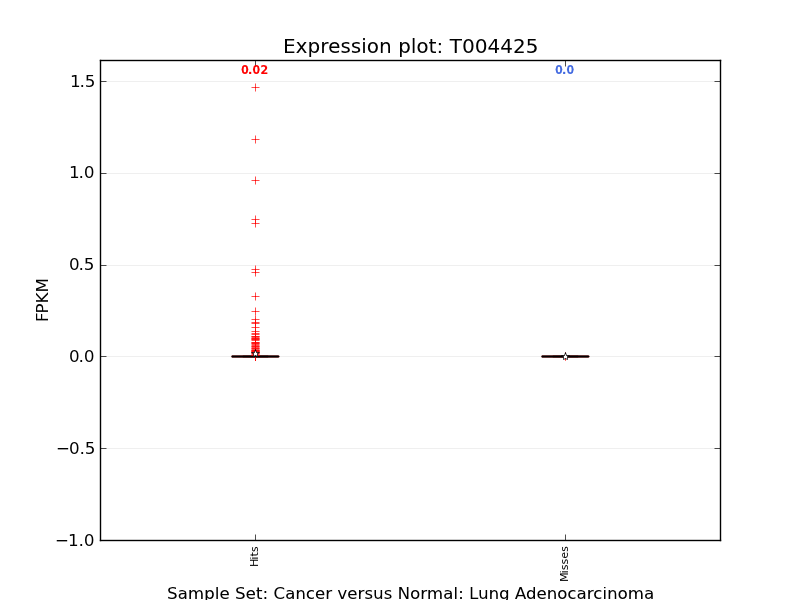 Expression plot: T004425
0.02
0.0
1.5
1.0
0.5
0.0
−0.5
−1.0
FPKM
Hits
Misses
Sample Set: Cancer versus Normal: Lung Adenocarcinoma